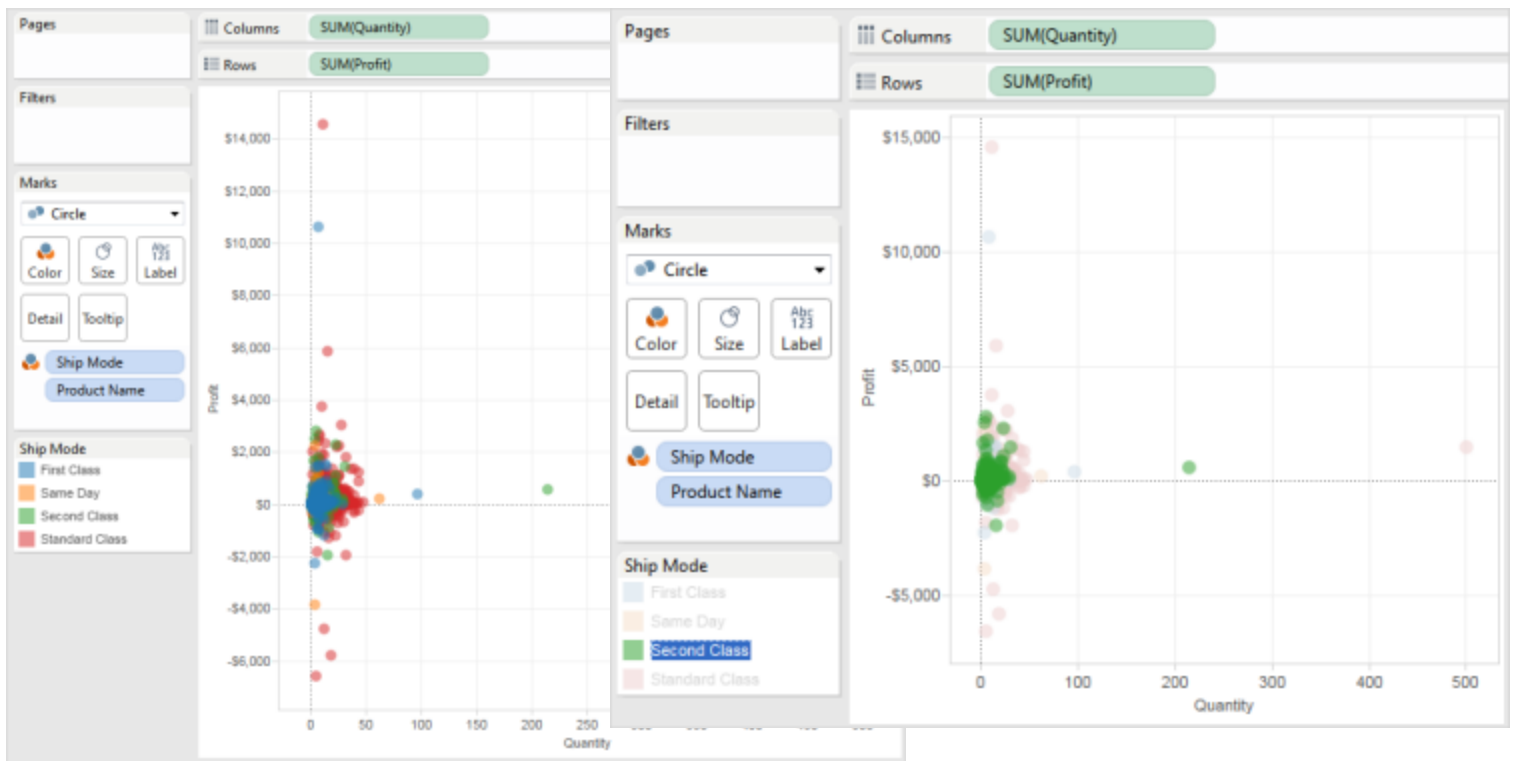 Pages
Columns SUM(Quantity)
Rows SUM(Profit)
Filters
Marks
Circle
Color Size Abc 123 Label
Detail Tooltip
Ship Mode
Product Name
Ship Mode
First Class
Same Day
Second Class
Standard Class
$14,000
$12,000
$10,000
$8,000
$6,000
$4,000
$2,000
$0
-$2,000
-$4,000
-$6,000
Profit
0 50 100 150 200 250
Quantity
Pages
Columns SUM(Quantity)
Rows SUM(Profit)
Filters
Marks
Circle
Color Size Abc 123 Label
Detail Tooltip
Ship Mode
Product Name
Ship Mode
First Class
Same Day
Second Class
Standard Class
$15,000
$10,000
$5,000
$0
-$5,000
Profit
0 100 200 300 400 500
Quantity